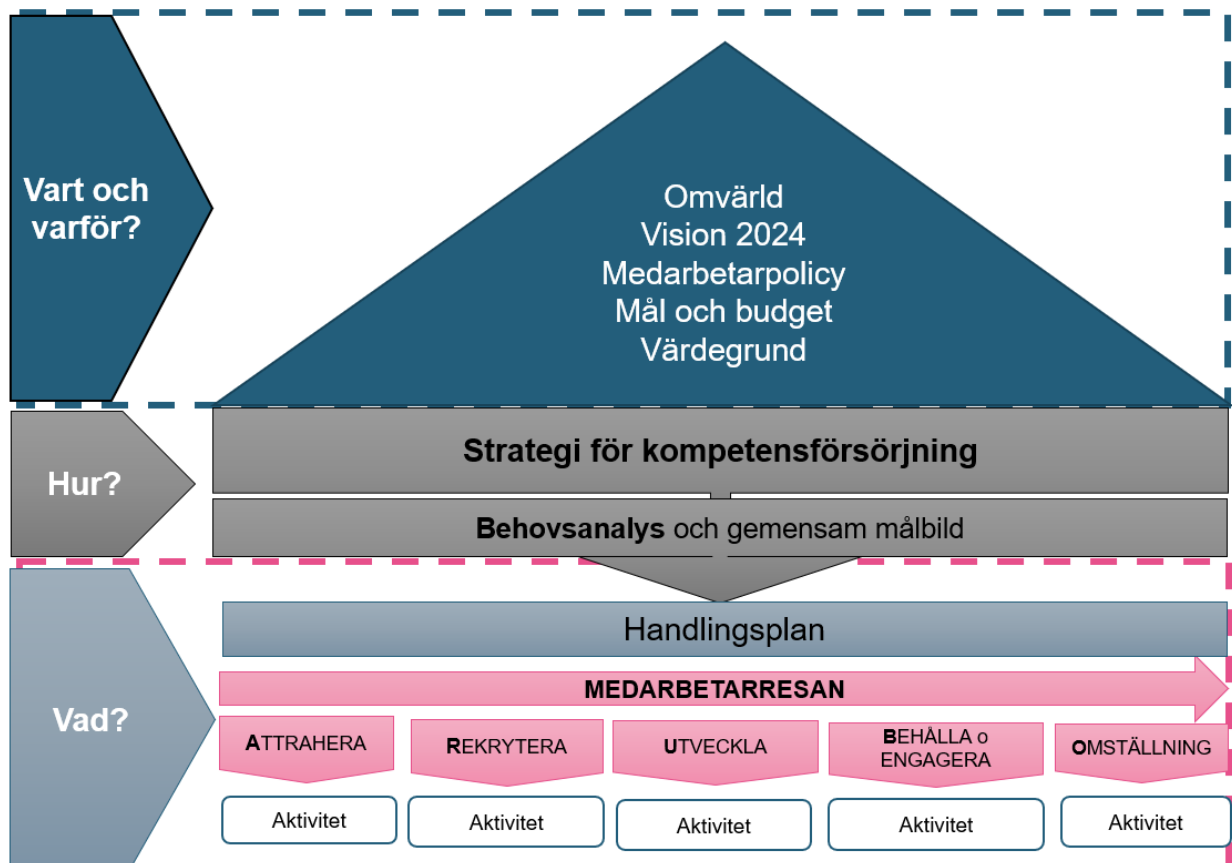 Vart och
varför?
Omvärld
Vision 2024
Medarbetarpolicy
Mål och budget
Värdegrund
Hur?
Strategi för kompetensförsörjning
Behovsanalys och gemensam målbild
Vad?
Handlingsplan
MEDARBETARRESAN
ATTRAHERA
REKRYTERA
UTVECKLA
BEHÅLLA o
ENGAGERA
OMSTÄLLNING
Aktivitet
Aktivitet
Aktivitet
Aktivitet
Aktivitet